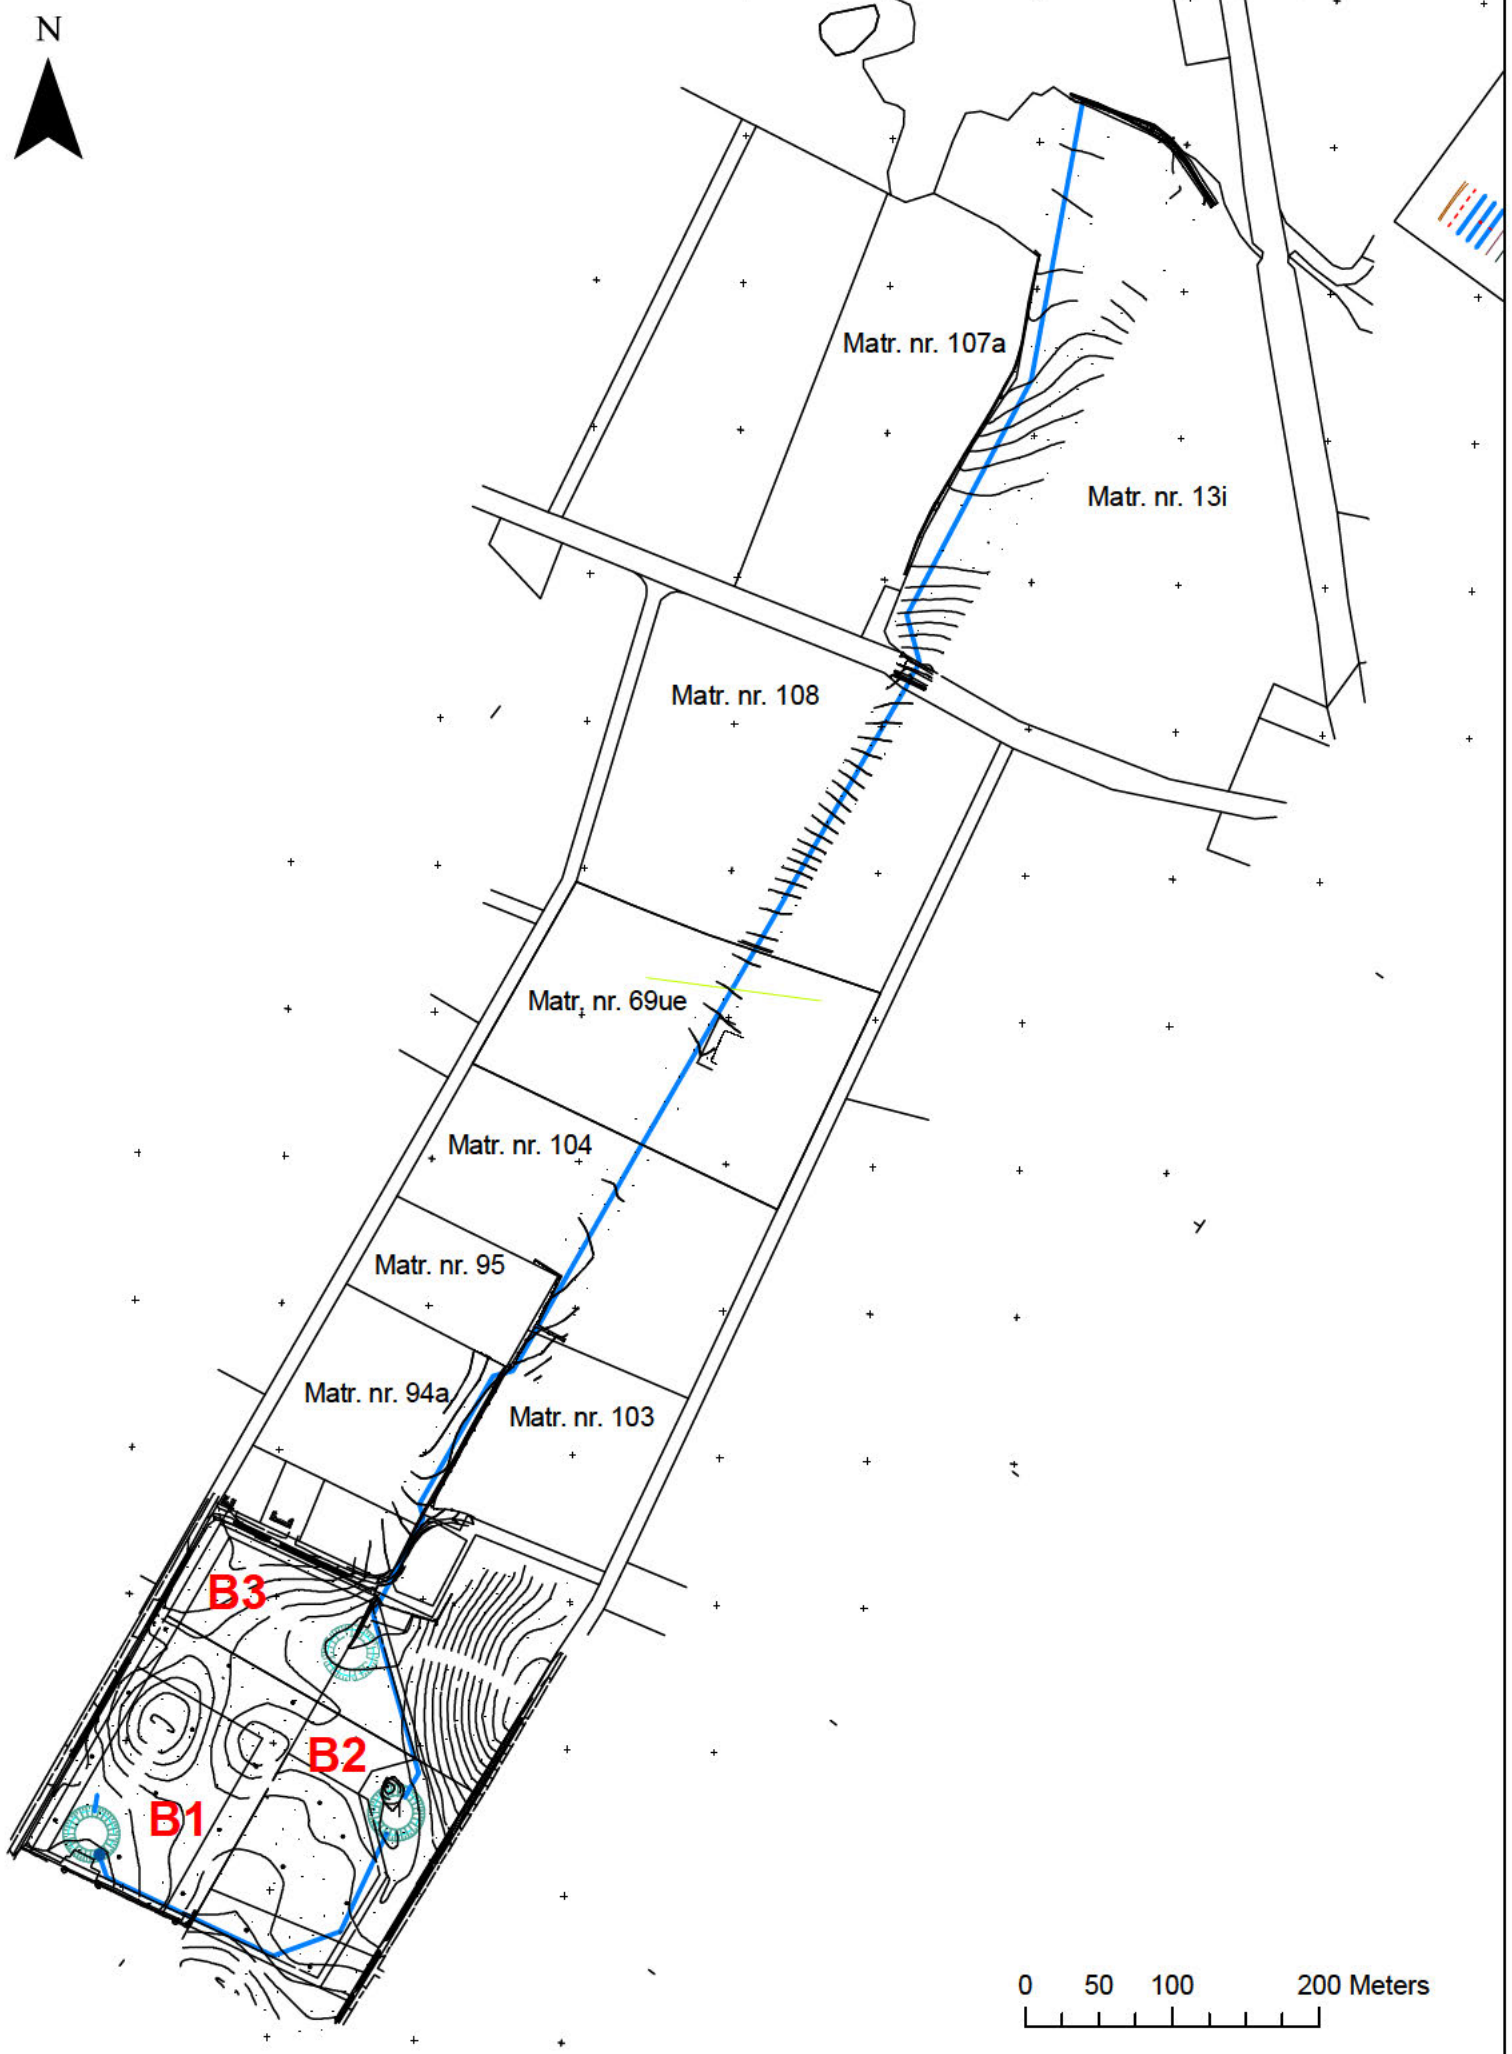 N
Matr. nr. 107a
Matr. nr. 13i
Matr. nr. 108
Matr. nr. 69ue
Matr. nr. 104
Matr. nr. 95
Matr. nr. 94a
Matr. nr. 103
B3
B2
B1
0 50 100 200 Meters